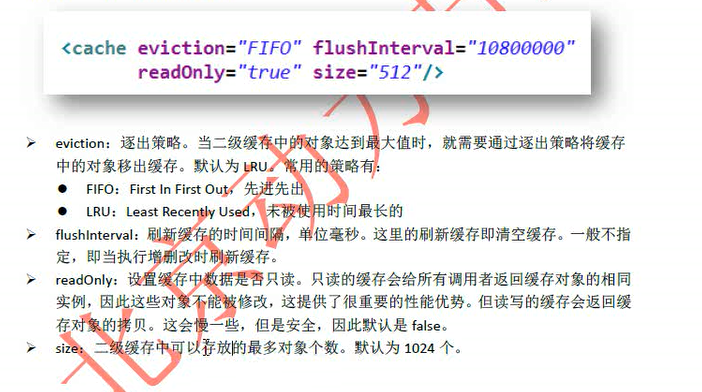 <cache eviction="FIFO" flushInterval="10800000"
readOnly="true" size="512"/>
➢ eviction：逐出策略。当二级缓存中的对象达到最大值时，就需要通过逐出策略将缓存
中的对象移出缓存。默认为 LRU。常用的策略有：
● FIFO：First In First Out，先进先出
● LRU：Least Recently Used，未被使用时间最长的
➢ flushInterval：刷新缓存的时间间隔，单位毫秒。这里的刷新缓存即清空缓存。一般不指
定，即当执行增删改时刷新缓存。
➢ readOnly：设置缓存中数据是否只读。只读的缓存会给所有调用者返回缓存对象的相同
实例，因此这些对象不能被修改，这提供了很重要的性能优势。但读写的缓存会返回缓
存对象的拷贝。这会慢一些，但是安全，因此默认是 false。
➢ size：二级缓存中可以存放的最多对象个数。默认为 1024 个。
北京动力